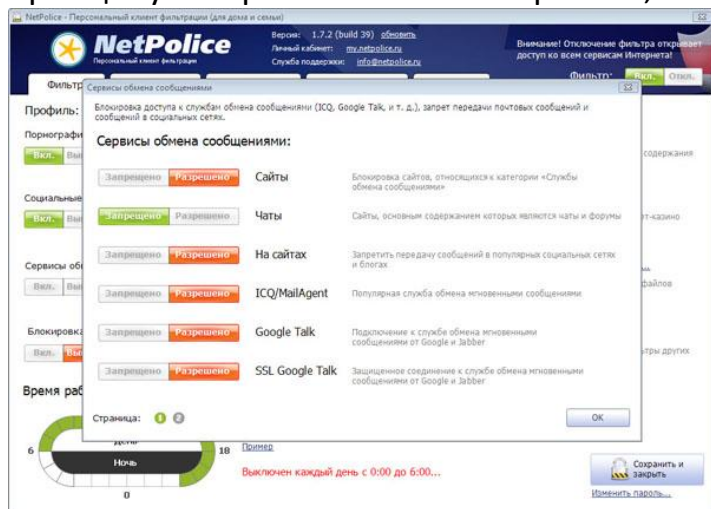 NetPolice - Персональный клиент фильтрации (для дома и семьи)
NetPolice
Персональный клиент фильтрации
Версия: 1.7.2 (build 39) обновить
Личный кабинет: my.netpolice.ru
Служба поддержки: info@netpolice.ru
Внимание! Отключение фильтра открывает
доступ ко всем сервисам Интернета!
Фильтр: Вкл. Откл.
Фильтр
Сервисы обмена сообщениями
Профиль:
Блокировка доступа к службам обмена сообщениями (ICQ, Google Talk, и т. д.), запрет передачи почтовых сообщений и
сообщений в социальных сетях.
Порнографи
Сервисы обмена сообщениями:
Вкл. Вы
содержания
Запрещено Разрешено Сайты
Блокировка сайтов, относящихся к категории «Службы
обмена сообщениями»
Социальные
Вкл. Вы
Запрещено Разрешено Чаты
Сайты, основным содержанием которых являются чаты и форумы
рт-казино
Запрещено Разрешено На сайтах
Запретить передачу сообщений в популярных социальных сетях
и блогах
Сервисы об
Вкл. Вы
файлов
Запрещено Разрешено ICQ/MailAgent
Популярная служба обмена мгновенными сообщениями
Блокировка
Запрещено Разрешено Google Talk
Подключение к службе обмена мгновенными
сообщениями от Google и Jabber
Вкл. Вы
тры других
Запрещено Разрешено SSL Google Talk
Защищенное соединение к службе обмена мгновенными
сообщениями от Google и Jabber
Время раб
Страница: 1 2
OK
День
6 18
Ночь
0
Пример
Выключен каждый день с 0:00 до 6:00...
Сохранить и
закрыть
Изменить пароль...